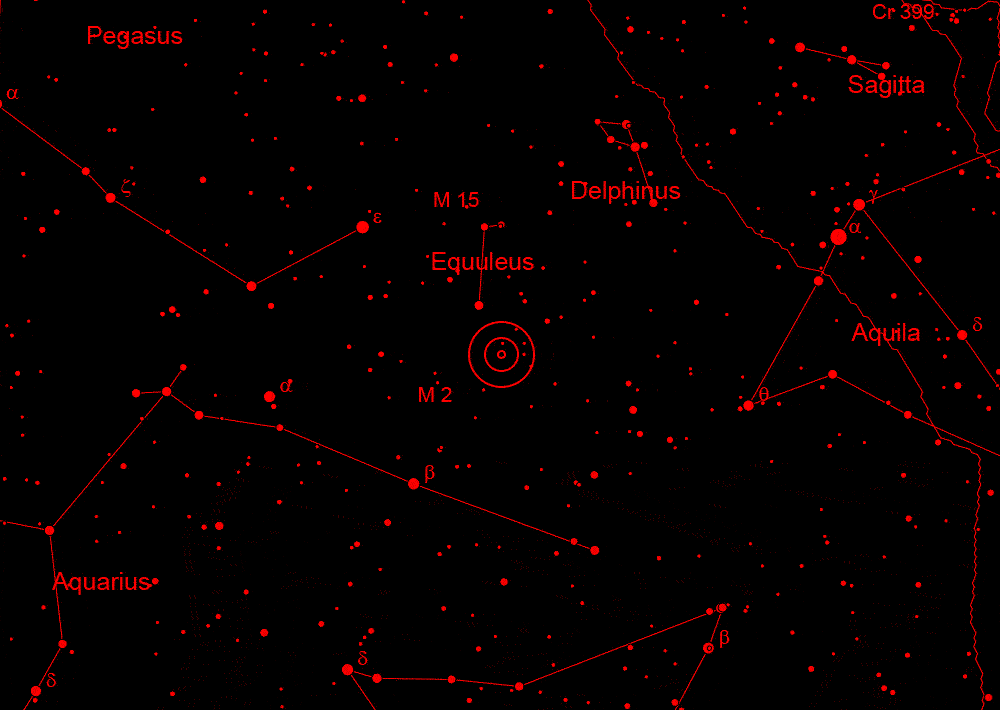 Cr 399
Pegasus
Sagitta
α
ζ
Delphinus
M 15
γ
ε
α
Equuleus
δ
Aquila
α
M 2
θ
β
Aquarius
β
δ
δ